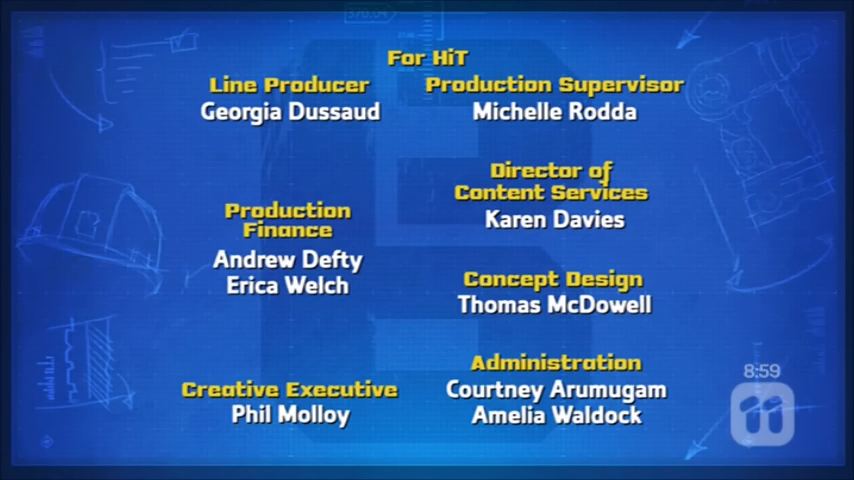 For HiT
Line Producer
Georgia Dussaud
Production Supervisor
Michelle Rodda
Director of
Content Services
Karen Davies
Production
Finance
Andrew Defty
Erica Welch
Concept Design
Thomas McDowell
Creative Executive
Phil Molloy
Administration
Courtney Arumugam
Amelia Waldock
8:59
11